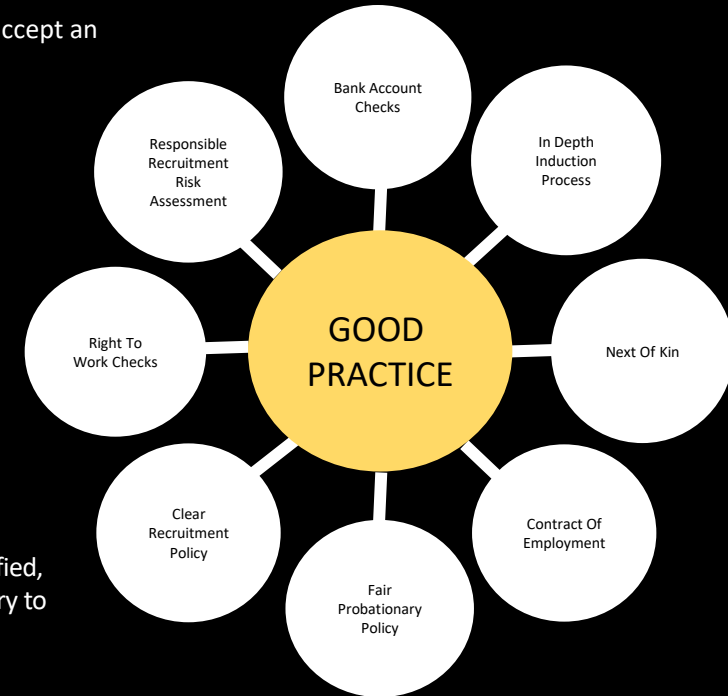 ccept an
Bank Account
Checks
In Depth
Induction
Process
Next Of Kin
Contract Of
Employment
Fair
Probationary
Policy
Clear
Recruitment
Policy
Right To
Work Checks
Responsible
Recruitment
Risk
Assessment
GOOD
PRACTICE
fied,
ry to